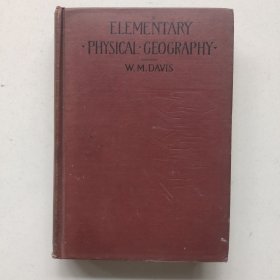 ELEMENTARY
·PHYSICAL·GEOGRAPHY·
W. M. DAVIS